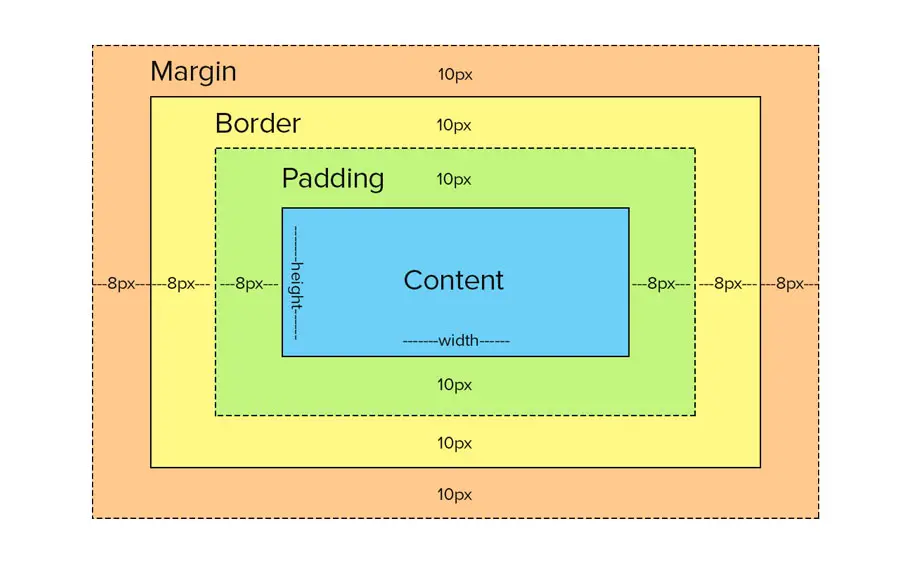 Margin 10px
Border 10px
Padding 10px
---8px--- ---8px--- ---8px--- ------height------ Content ---8px--- ---8px--- ---8px---
-------width------
10px
10px
10px